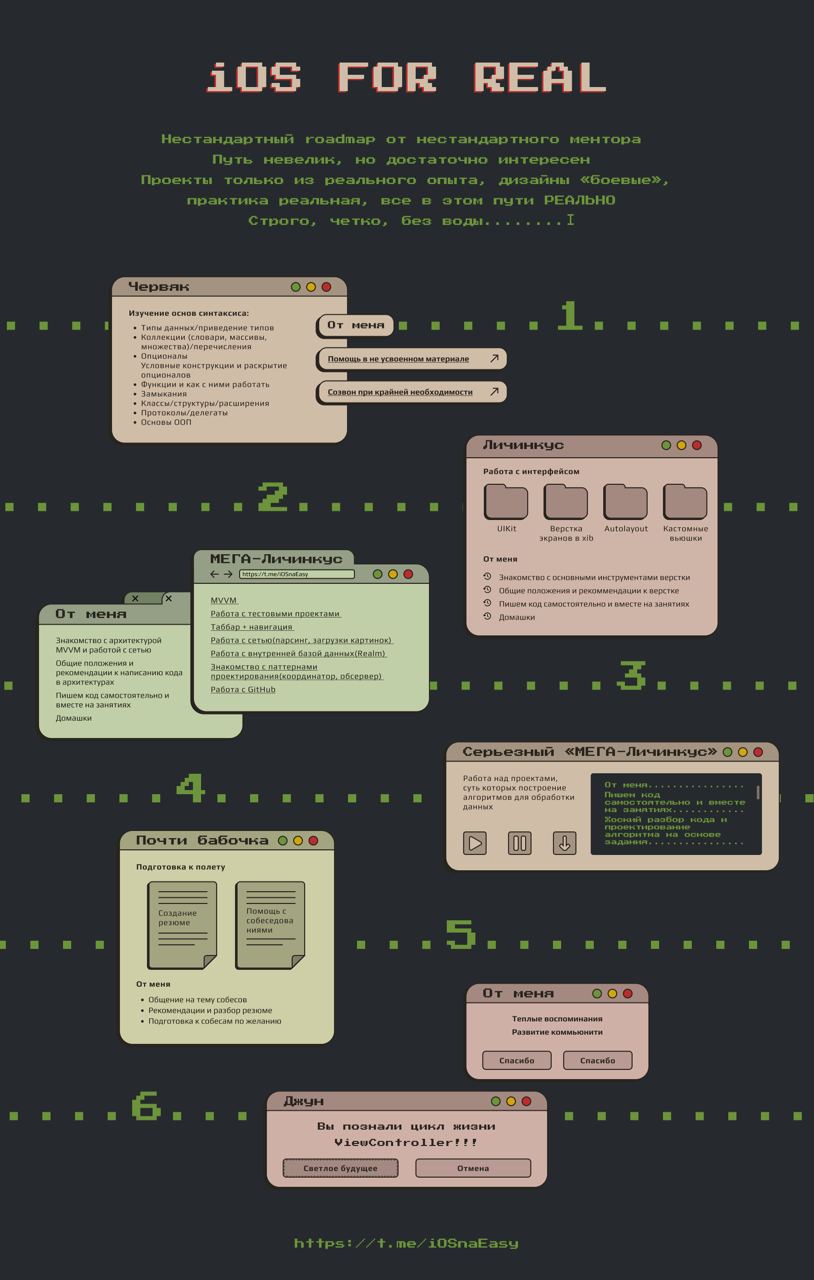 iOS FOR REAL
Нестандартный roadmap от нестандартного ментора
Путь невелик, но достаточно интересен
Проекты только из реального опыта, дизайны «боевые»,
практика реальная, все в этом пути РЕАЛЬНО
Строго, четко, без воды........
1
Червяк
Изучение основ синтаксиса:
• Типы данных/приведение типов
• Коллекции (словари, массивы,
множества)/перечисления
• Опционалы
Условные конструкции и раскрытие
опционалов
• Функции и как с ними работать
• Замыкания
• Классы/структуры/расширения
• Протоколы/делегаты
• Основы ООП
От меня
Помощь в не усвоенном материале
Созвон при крайней необходимости
2
Личинкус
Работа с интерфейсом
UIKit
Верстка
экранов в xib
Autolayout
Кастомные
вьюшки
От меня
Знакомство с основными инструментами верстки
Общие положения и рекомендации к верстке
Пишем код самостоятельно и вместе на занятиях
Домашки
3
МЕГА-Личинкус
https://t.me/iOSnaEasy
MVVM
Работа с тестовыми проектами
Таббар + навигация
Работа с сетью(парсинг, загрузки картинок)
Работа с внутренней базой данных(Realm)
Знакомство с паттернами
проектирования(координатор, обсервер)
Работа с GitHub
От меня
Знакомство с архитектурой
MVVM и работой с сетью
Общие положения и
рекомендации к написанию кода
в архитектурах
Пишем код самостоятельно и
вместе на занятиях
Домашки
4
Серьезный «МЕГА-Личинкус»
Работа над проектами,
суть которых построение
алгоритмов для обработки
данных
От меня................
Пивен код
самостоятельно и вместе
на занятиях.............
Жоский разбор кода и
проектирование
алгоритма на основе
задания.................
5
Почти бабочка
Подготовка к полету
Создание
резюме
Помощь с
собеседова
ниями
От меня
• Общение на тему собесов
• Рекомендации и разбор резюме
• Подготовка к собесам по желанию
От меня
Теплые воспоминания
Развитие коммьюнити
Спасибо
Спасибо
6
Джун
Вы познали цикл жизни
ViewController!!!
Светлое будущее
Отмена
https://t.me/iOSnaEasy